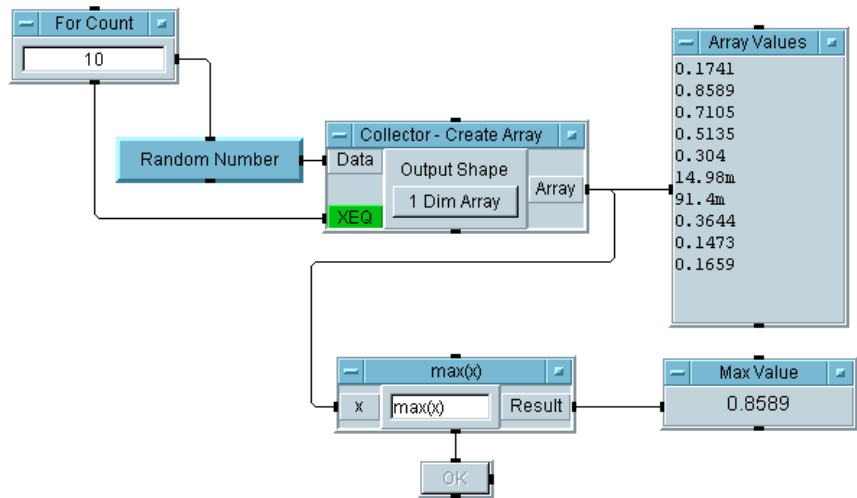 For Count
10
Random Number
Collector - Create Array
Data
Output Shape
1 Dim Array
Array
XEQ
Array Values
0.1741
0.8589
0.7105
0.5135
0.304
14.98m
91.4m
0.3644
0.1473
0.1659
max(x)
x
max(x)
Result
Max Value
0.8589
OK